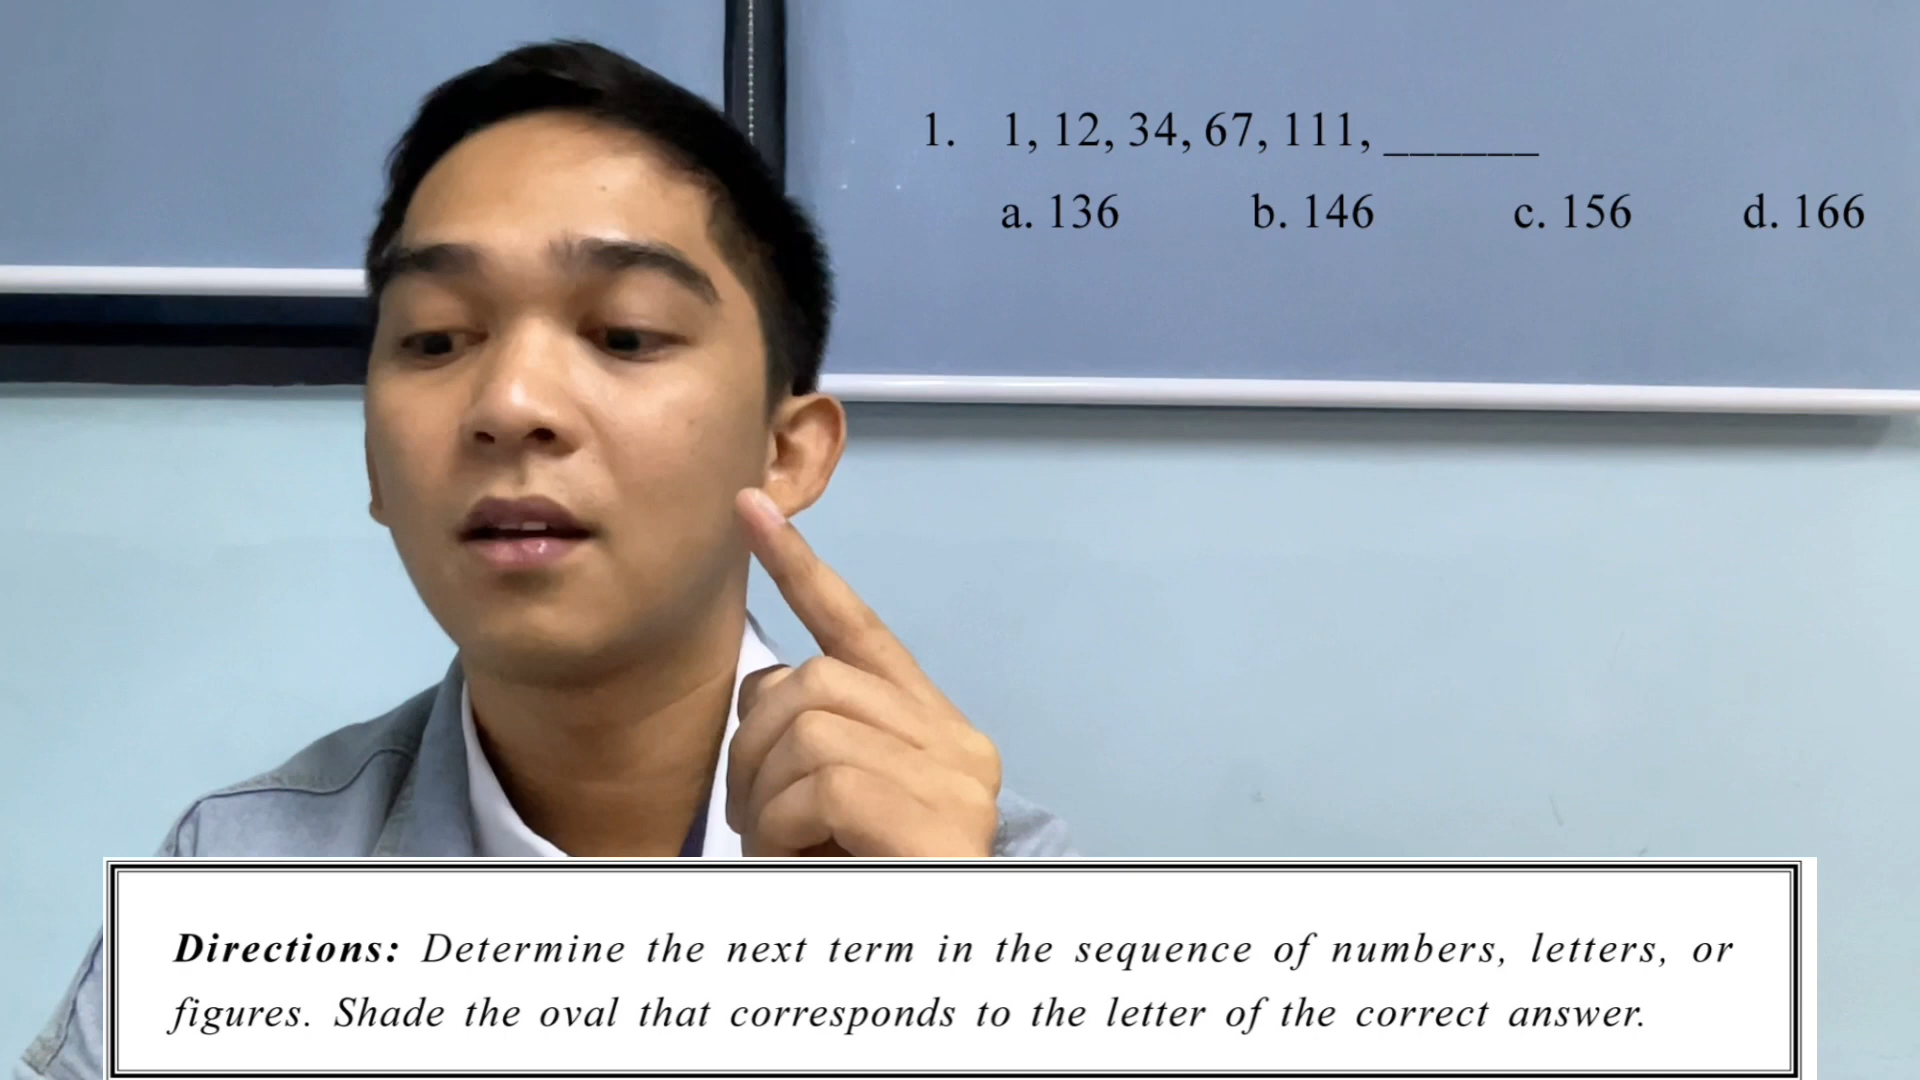 1. 1, 12, 34, 67, 111, ______
a. 136 b. 146 c. 156 d. 166
Directions: Determine the next term in the sequence of numbers, letters, or
figures. Shade the oval that corresponds to the letter of the correct answer.